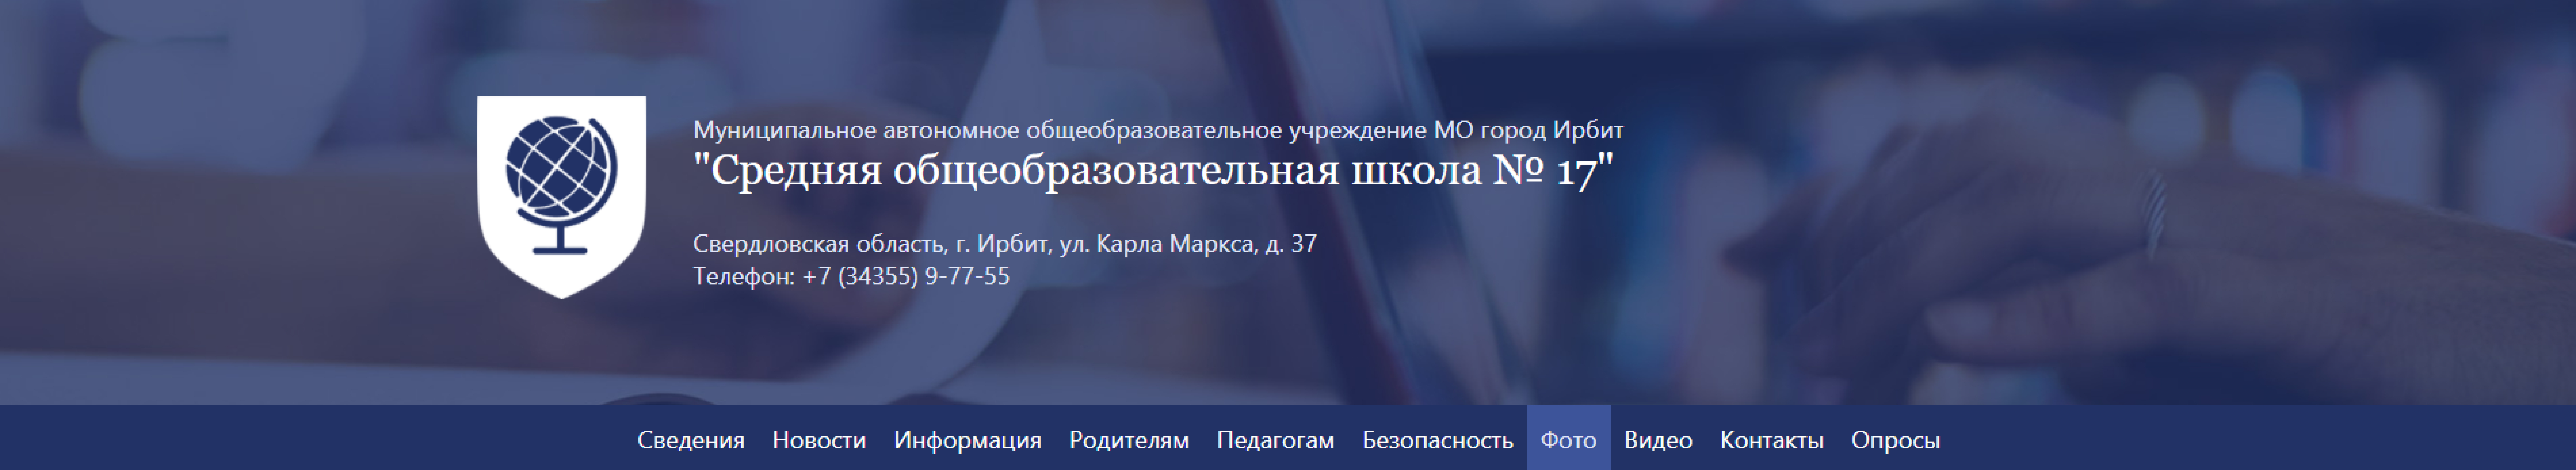 Муниципальное автономное общеобразовательное учреждение МО город Ирбит
"Средняя общеобразовательная школа № 17"
Свердловская область, г. Ирбит, ул. Карла Маркса, д. 37
Телефон: +7 (34355) 9-77-55
Сведения Новости Информация Родителям Педагогам Безопасность Фото Видео Контакты Опросы